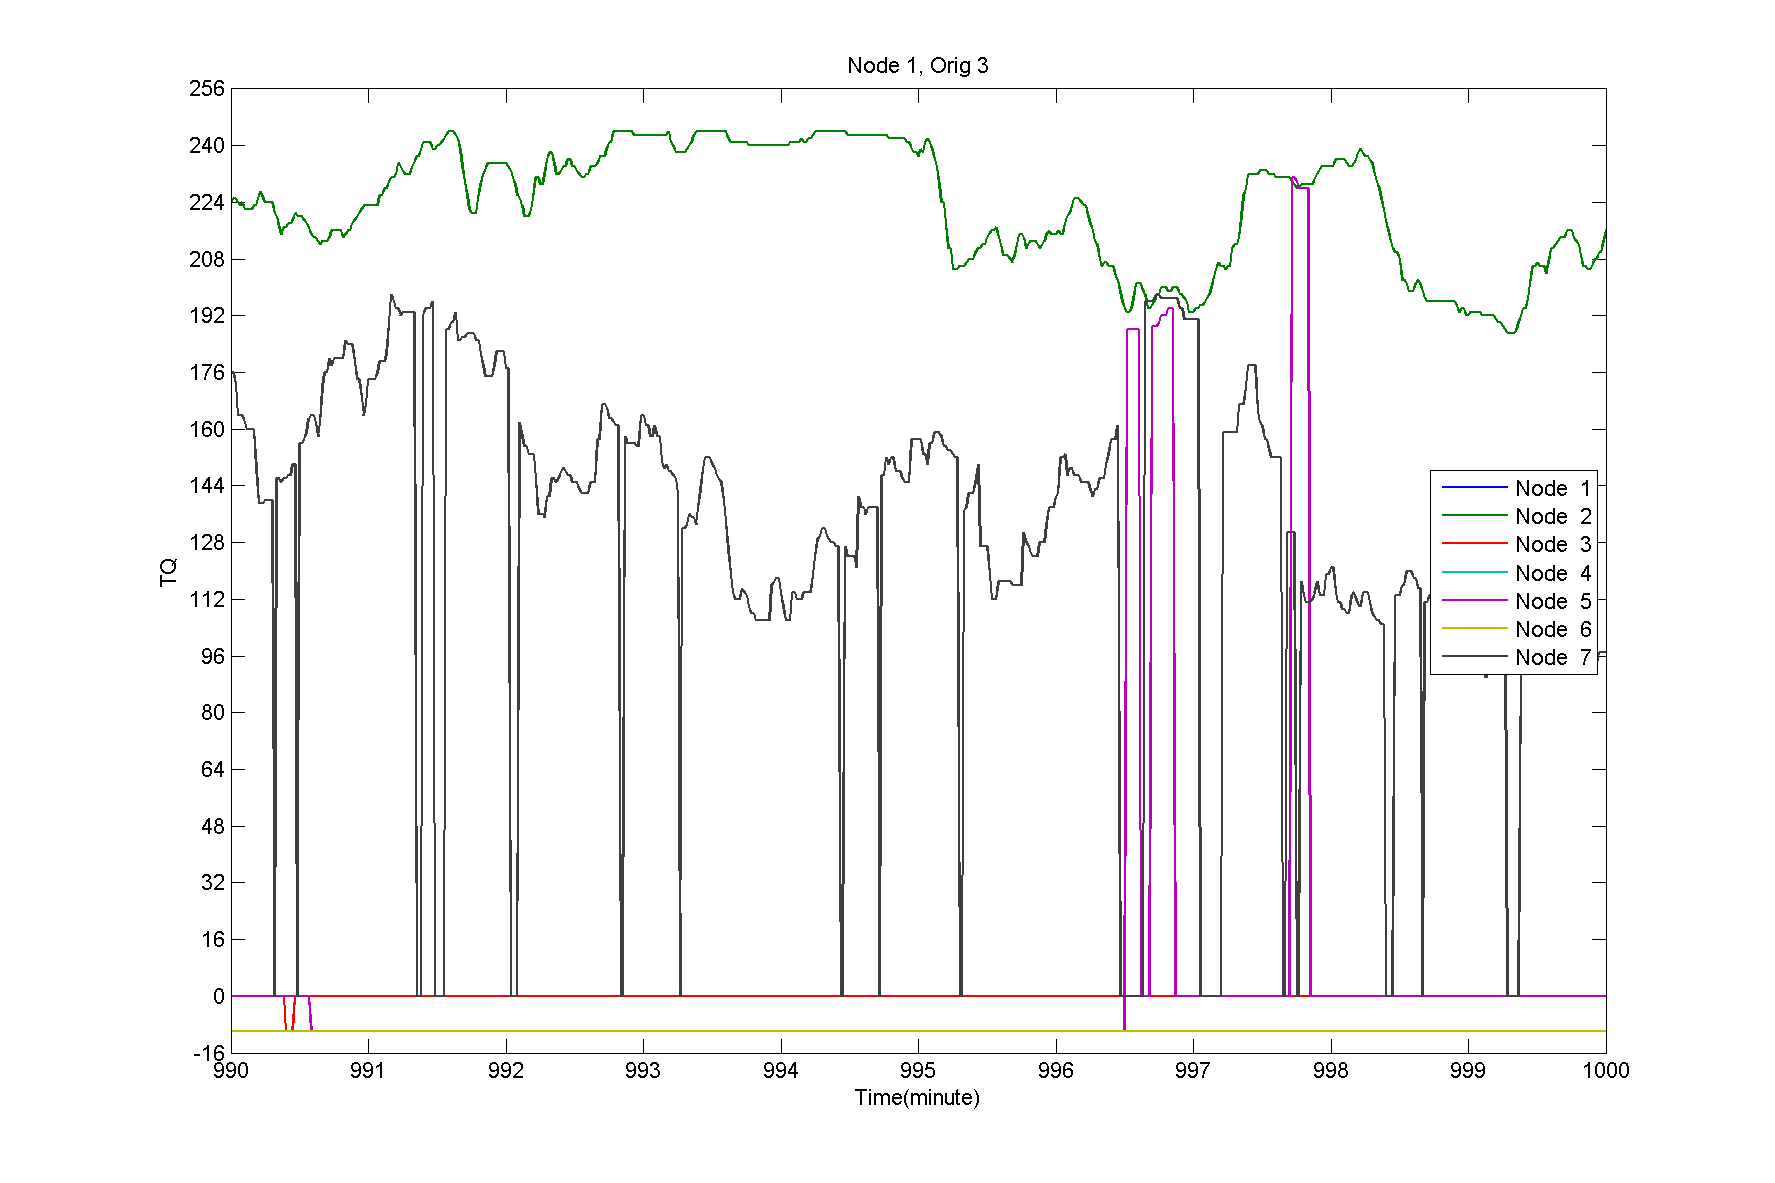 Node 1, Orig 3
256
240
224
208
192
176
160
144
128
112
96
80
64
48
32
16
0
-16
TQ
Node 1
Node 2
Node 3
Node 4
Node 5
Node 6
Node 7
990 991 992 993 994 995 996 997 998 999 1000
Time(minute)